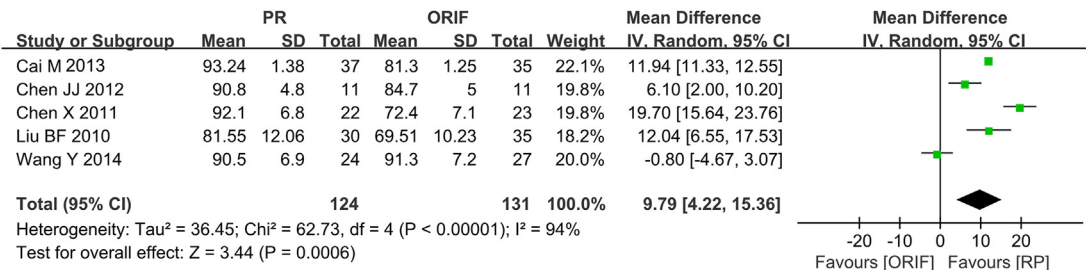 PR ORIF Mean Difference Mean Difference
Study or Subgroup Mean SD Total Mean SD Total Weight IV, Random, 95% CI IV, Random, 95% CI
Cai M 2013 93.24 1.38 37 81.3 1.25 35 22.1% 11.94 [11.33, 12.55]
Chen JJ 2012 90.8 4.8 11 84.7 5 11 19.8% 6.10 [2.00, 10.20]
Chen X 2011 92.1 6.8 22 72.4 7.1 23 19.8% 19.70 [15.64, 23.76]
Liu BF 2010 81.55 12.06 30 69.51 10.23 35 18.2% 12.04 [6.55, 17.53]
Wang Y 2014 90.5 6.9 24 91.3 7.2 27 20.0% -0.80 [-4.67, 3.07]
Total (95% CI) 124 131 100.0% 9.79 [4.22, 15.36]
Heterogeneity: Tau² = 36.45; Chi² = 62.73, df = 4 (P < 0.00001); I² = 94%
Test for overall effect: Z = 3.44 (P = 0.0006)
-20 -10 0 10 20
Favours [ORIF] Favours [RP]